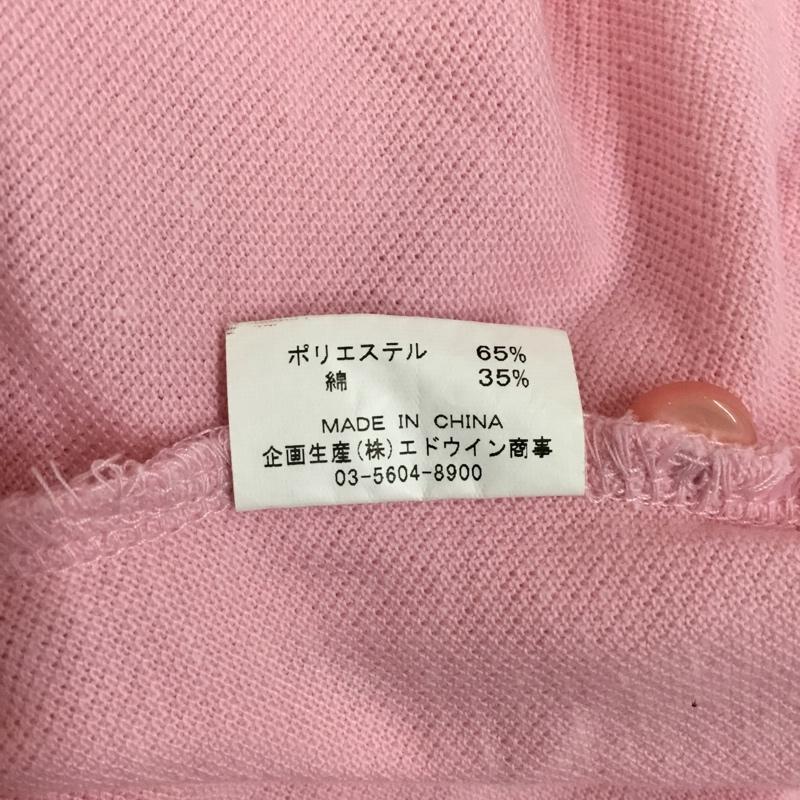 ポリエステル 65%
綿 35%
MADE IN CHINA
企画生産(株)エドウイン商事
03-5604-8900